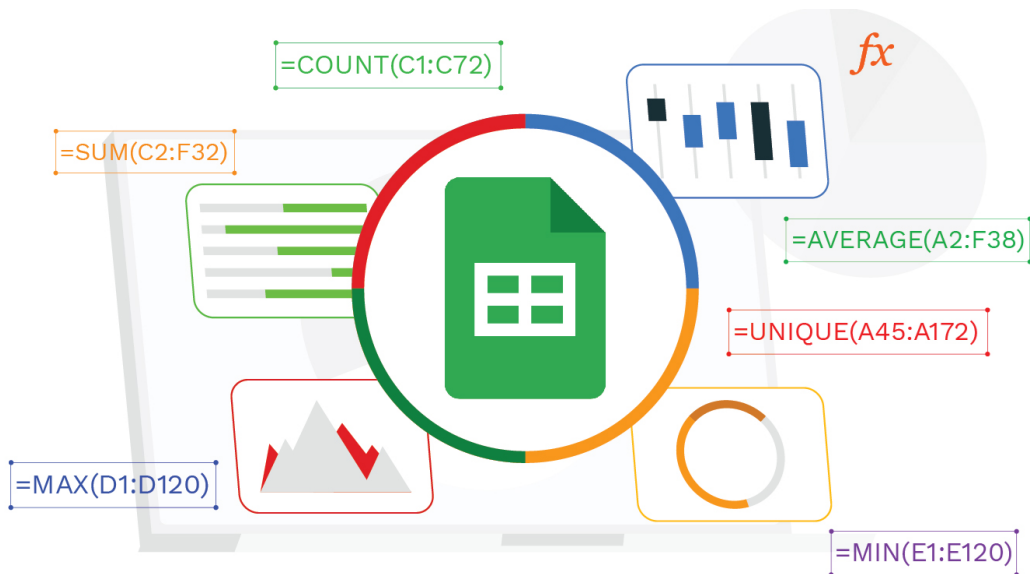 fx
=COUNT(C1:C72)
=SUM(C2:F32)
=AVERAGE(A2:F38)
=UNIQUE(A45:A172)
=MAX(D1:D120)
=MIN(E1:E120)